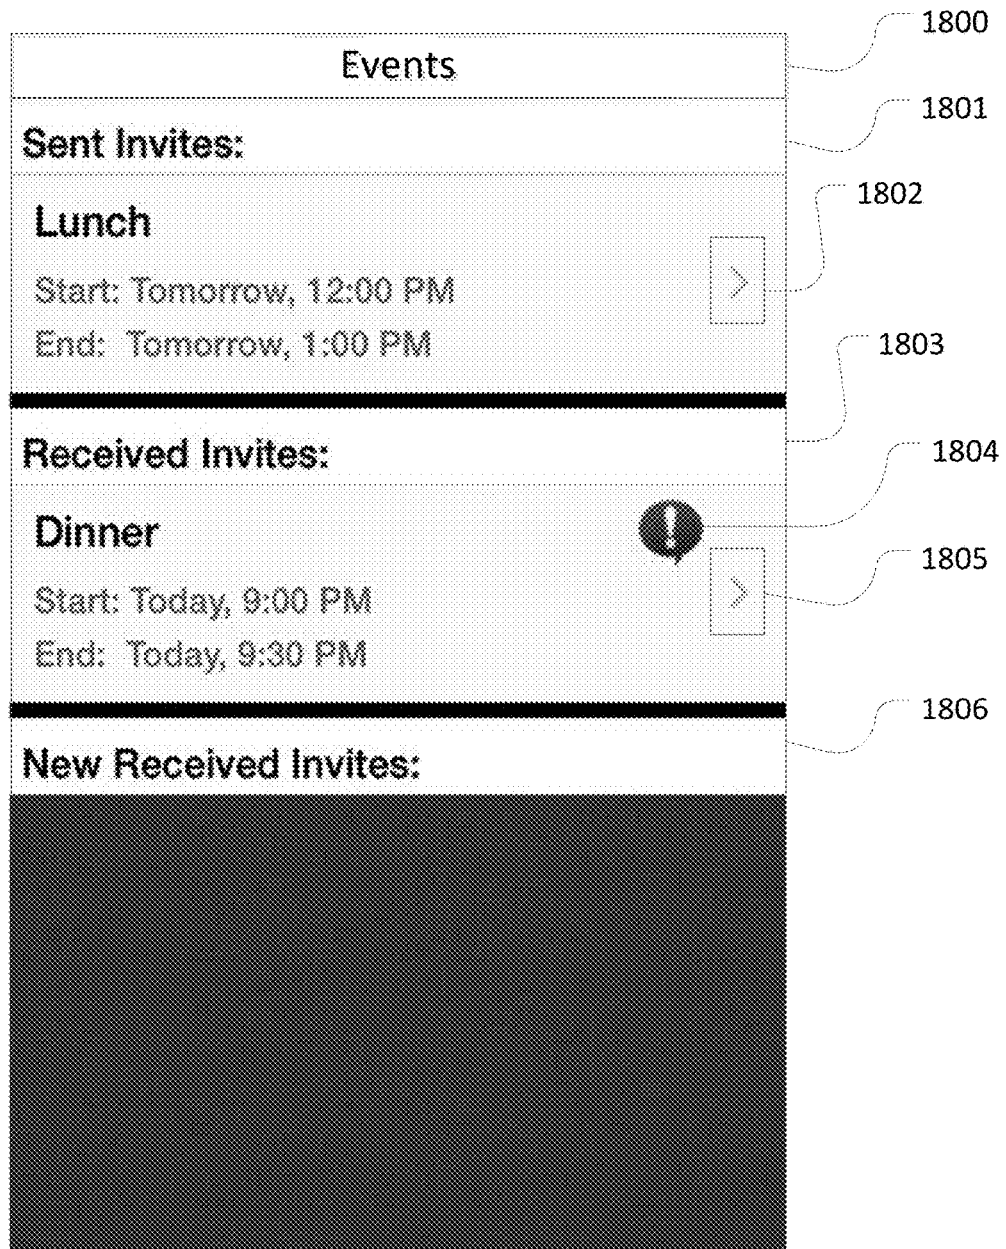 1800
Events
1801
Sent Invites:
1802
Lunch
>
Start: Tomorrow, 12:00 PM
End: Tomorrow, 1:00 PM
1803
Received Invites:
1804
Dinner
!
1805
>
Start: Today, 9:00 PM
End: Today, 9:30 PM
1806
New Received Invites: